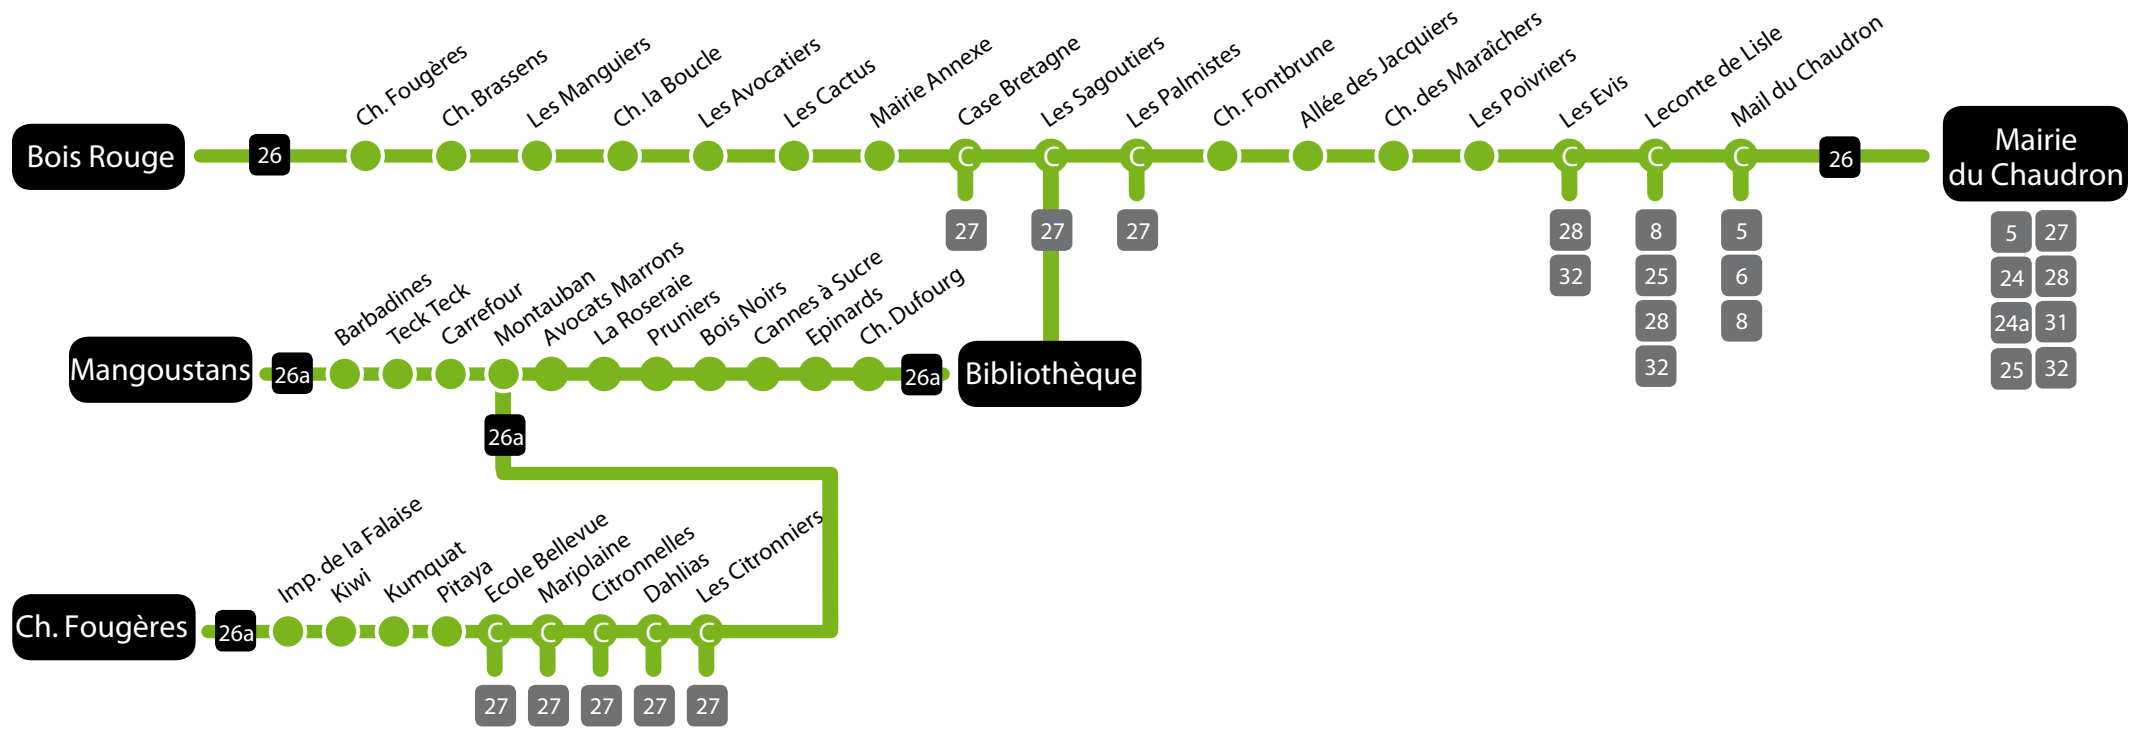 Ch. Fougères
Ch. Brassens
Les Manguiers
Ch. la Boucle
Les Avocatiers
Les Cactus
Mairie Annexe
Case Bretagne
Les Sagoutiers
Les Palmistes
Ch. Fontbrune
Allée des Jacquiers
Ch. des Maraîchers
Les Poivriers
Les Evis
Leconte de Lisle
Mail du Chaudron
Bois Rouge
26
C
C
C
C
C
C
26
Mairie
du Chaudron
27
27
27
28
32
8
25
28
32
5
6
8
5
27
24
28
24a
31
25
32
Barbadines
Teck Teck
Carrefour
Montauban
Avocats Marrons
La Roseraie
Pruniers
Bois Noirs
Cannes à Sucre
Epinards
Ch. Dufourg
Mangoustans
26a
26a
Bibliothèque
26a
Imp. de la Falaise
Kiwi
Kumquat
Pitaya
Ecole Bellevue
Marjolaine
Citronnelles
Dahlias
Les Citronniers
Ch. Fougères
26a
C
C
C
C
C
27
27
27
27
27